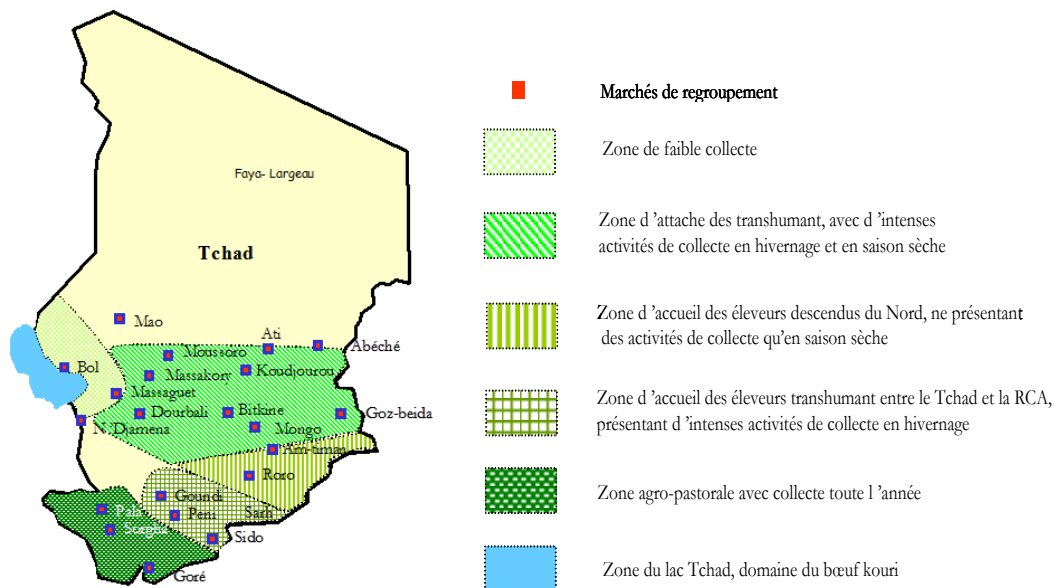 Faya- Largeau
Tchad
Mao
Ati
Abéché
Moussoro
Bol
Massakory
Koudjourou
Massaguet
Dourbali
Bitkine
Goz-beida
N'Djamena
Mongo
Am-timan
Roro
Goundi
Peni
Sarh
Sido
Goré
Marchés de regroupement
Zone de faible collecte
Zone d 'attache des transhumant, avec d 'intenses
activités de collecte en hivernage et en saison sèche
Zone d 'accueil des éleveurs descendus du Nord, ne présentant
des activités de collecte qu'en saison sèche
Zone d 'accueil des éleveurs transhumant entre le Tchad et la RCA,
présentant d 'intenses activités de collecte en hivernage
Zone agro-pastorale avec collecte toute l 'année
Zone du lac Tchad, domaine du bœuf kouri